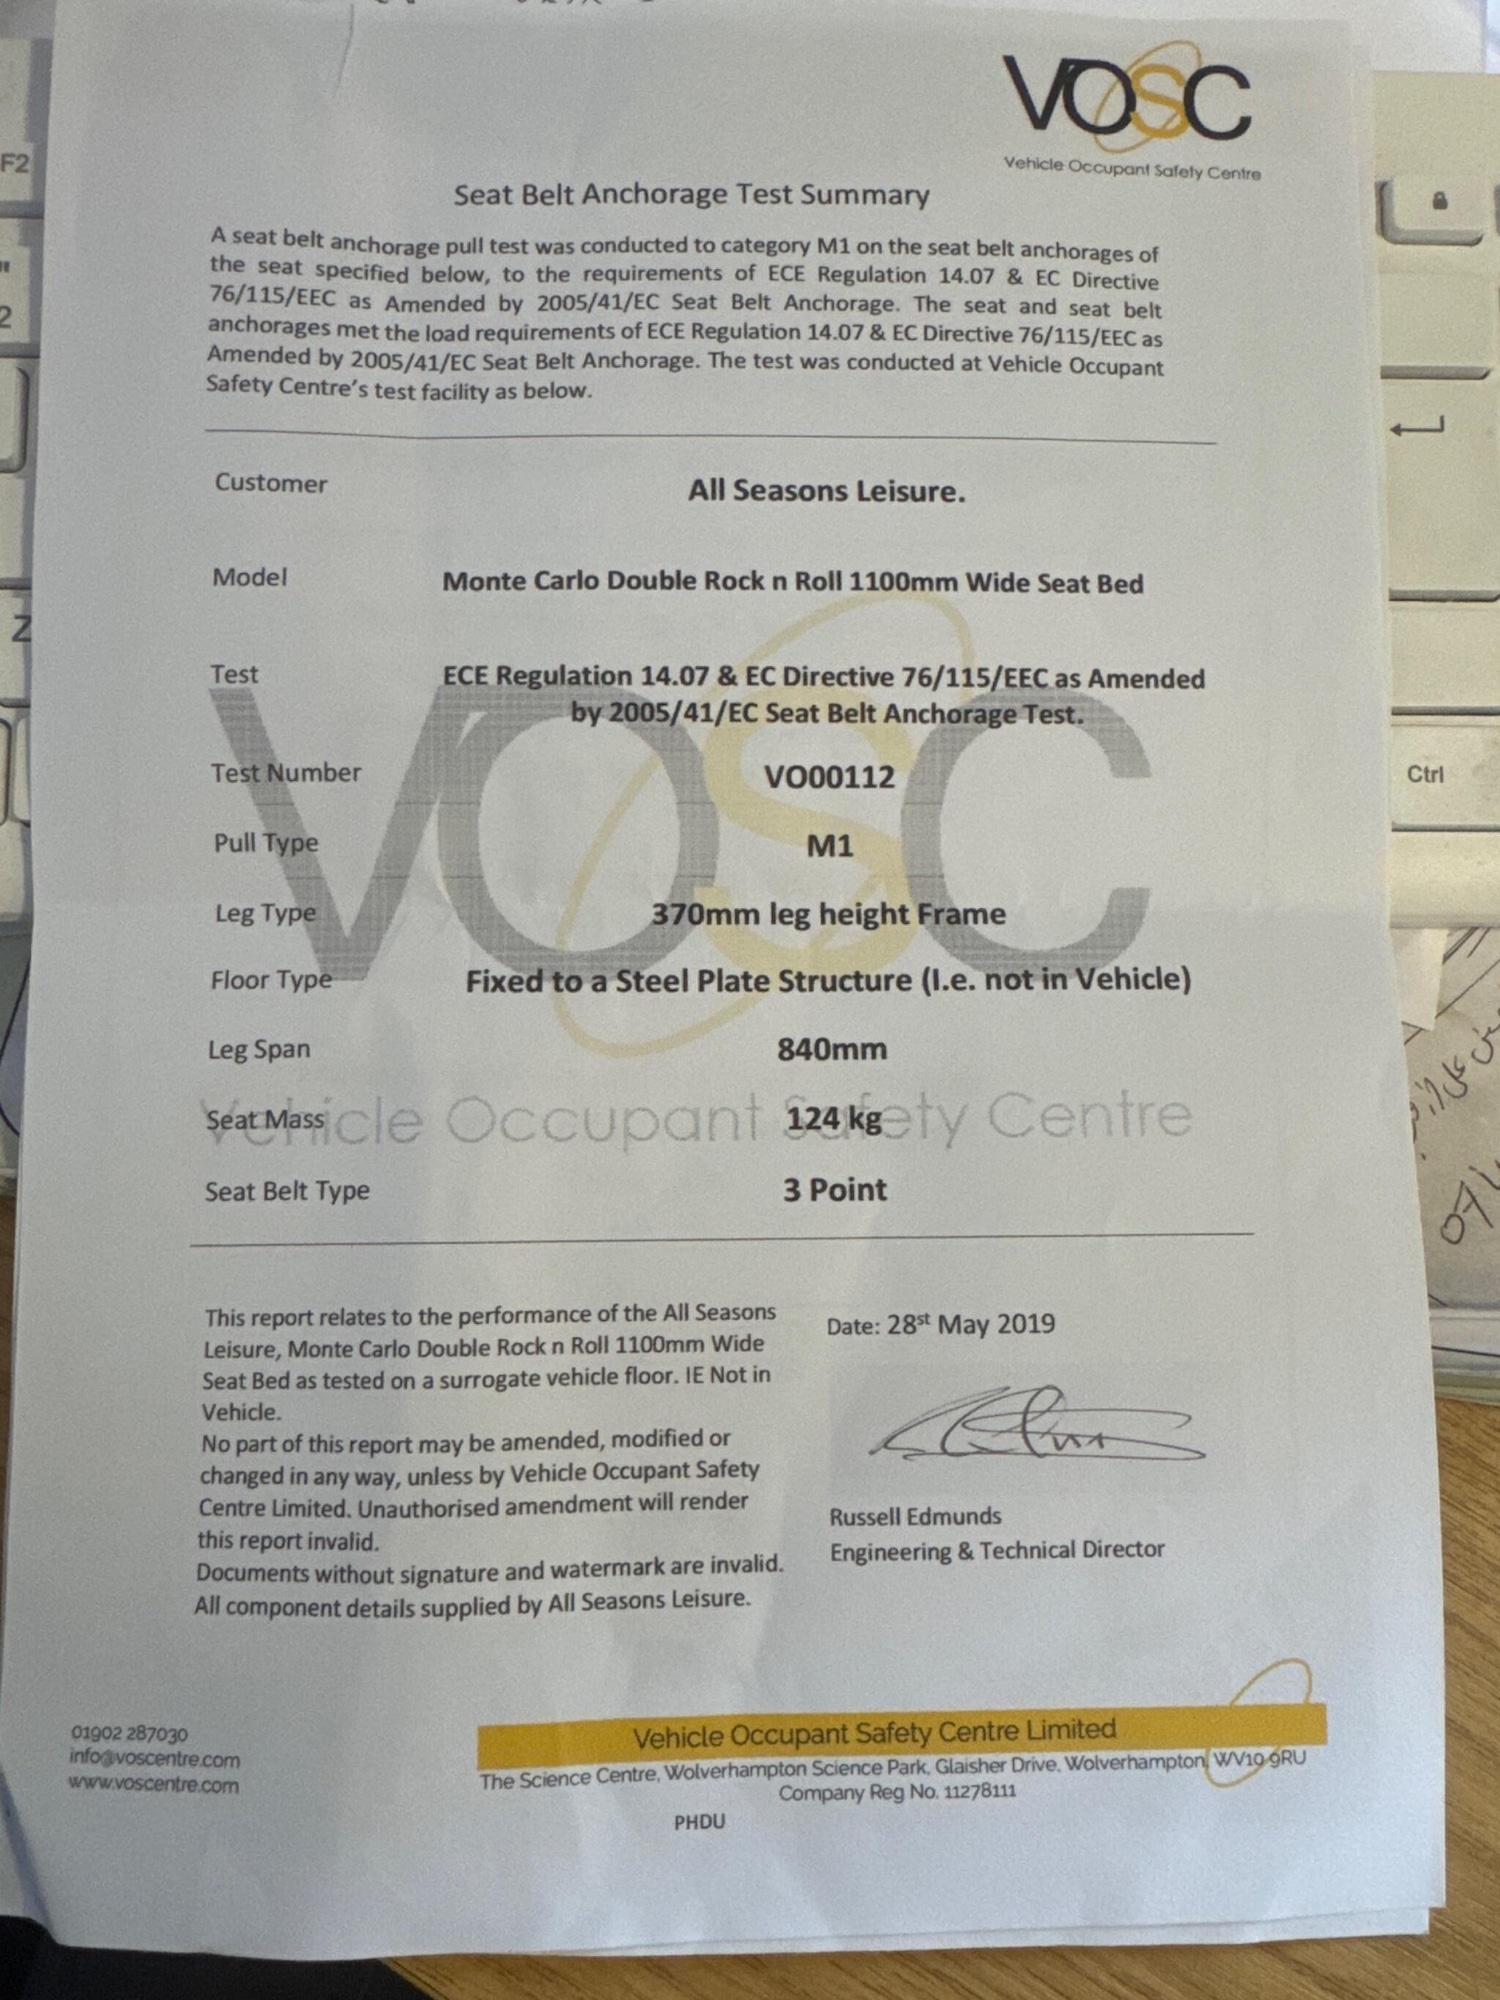 VOSC
Vehicle Occupant Safety Centre
Seat Belt Anchorage Test Summary
A seat belt anchorage pull test was conducted to category M1 on the seat belt anchorages of
the seat specified below, to the requirements of ECE Regulation 14.07 & EC Directive
76/115/EEC as Amended by 2005/41/EC Seat Belt Anchorage. The seat and seat belt
anchorages met the load requirements of ECE Regulation 14.07 & EC Directive 76/115/EEC as
Amended by 2005/41/EC Seat Belt Anchorage. The test was conducted at Vehicle Occupant
Safety Centre's test facility as below.
Customer All Seasons Leisure.
Model Monte Carlo Double Rock n Roll 1100mm Wide Seat Bed
Test ECE Regulation 14.07 & EC Directive 76/115/EEC as Amended
by 2005/41/EC Seat Belt Anchorage Test.
Test Number VO00112
Pull Type M1
Leg Type 370mm leg height Frame
Floor Type Fixed to a Steel Plate Structure (I.e. not in Vehicle)
Leg Span 840mm
Seat Mass 124 kg
Seat Belt Type 3 Point
VOSC
Vehicle Occupant Safety Centre
This report relates to the performance of the All Seasons
Leisure, Monte Carlo Double Rock n Roll 1100mm Wide
Seat Bed as tested on a surrogate vehicle floor. IE Not in
Vehicle.
No part of this report may be amended, modified or
changed in any way, unless by Vehicle Occupant Safety
Centre Limited. Unauthorised amendment will render
this report invalid.
Documents without signature and watermark are invalid.
All component details supplied by All Seasons Leisure.
Date: 28st May 2019
Russell Edmunds
Engineering & Technical Director
01902 287030
info@voscentre.com
www.voscentre.com
Vehicle Occupant Safety Centre Limited
The Science Centre, Wolverhampton Science Park, Glaisher Drive, Wolverhampton, WV10 9RU
Company Reg No. 11278111
PHDU
F2
"
2
Z
Ctrl